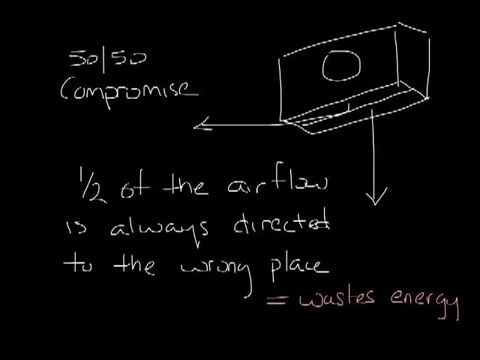 50/50
Compromise
1/2 of the airflow
is always directed
to the wrong place
= wastes energy